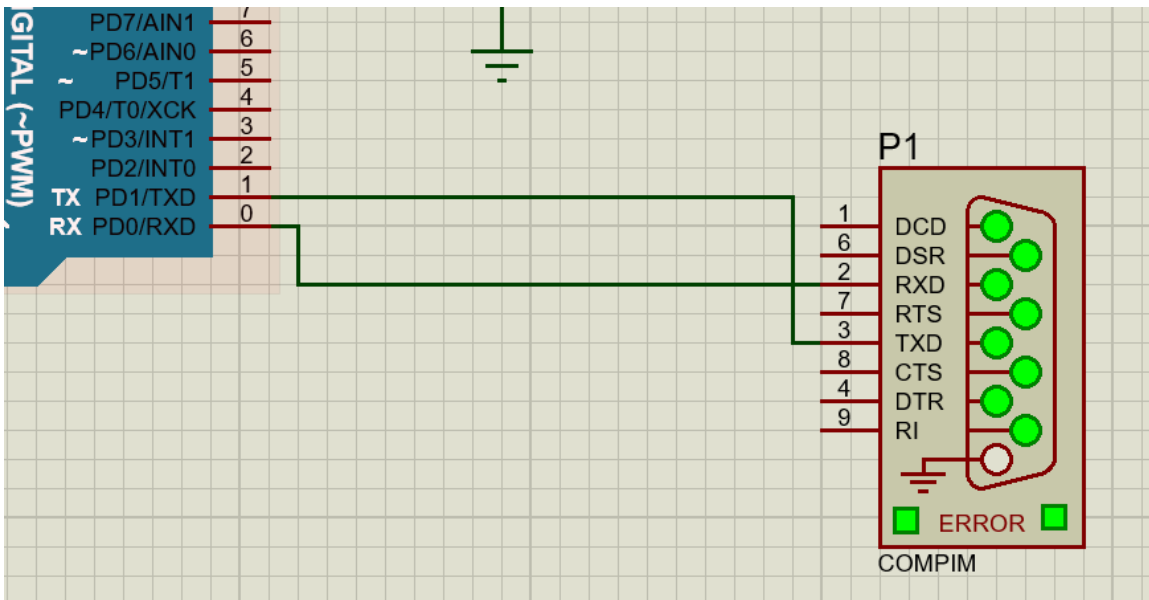 IGITAL (~PWM)
PD7/AIN1 7
~PD6/AIN0 6
~ PD5/T1 5
PD4/T0/XCK 4
~PD3/INT1 3
PD2/INT0 2
TX PD1/TXD 1
RX PD0/RXD 0
P1
1 DCD
6 DSR
2 RXD
7 RTS
3 TXD
8 CTS
4 DTR
9 RI
ERROR
COMPIM